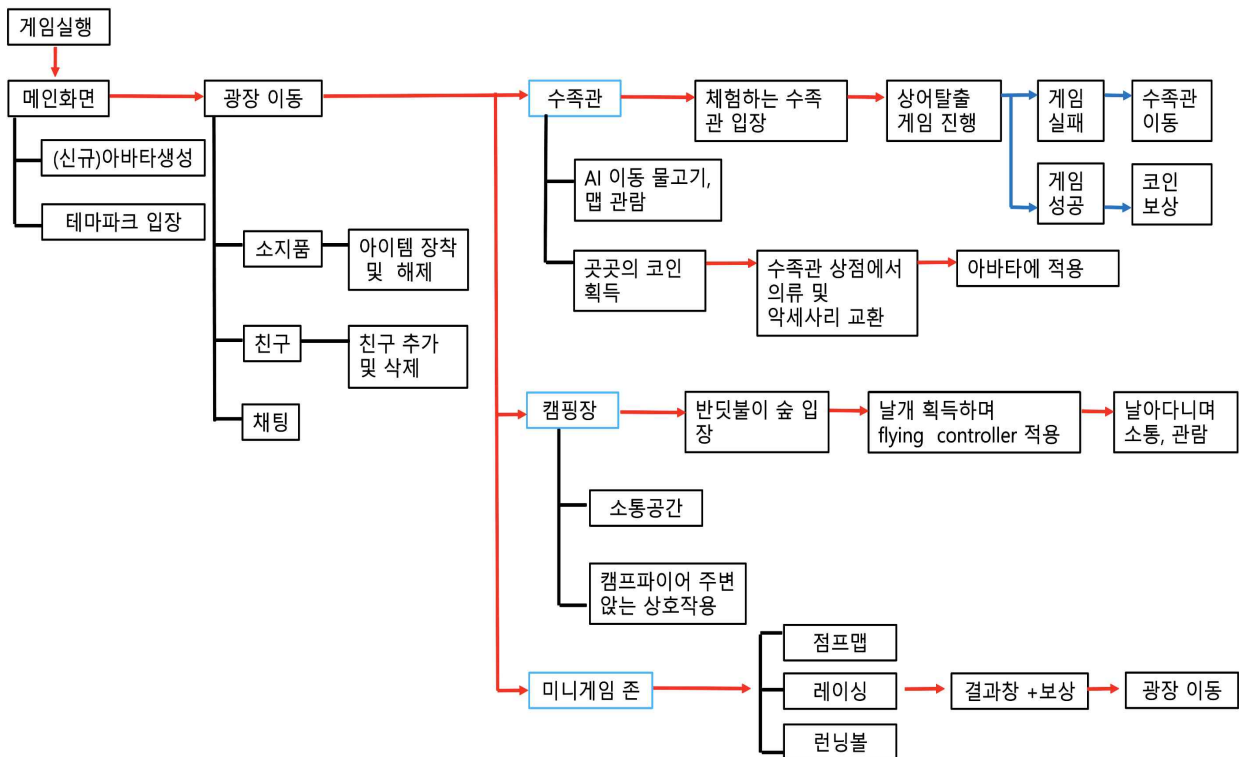 게임실행
메인화면
(신규)아바타생성
테마파크 입장
광장 이동
소지품
아이템 장착
및 해제
친구
친구 추가
및 삭제
채팅
수족관
체험하는 수족
관 입장
상어탈출
게임 진행
게임
실패
수족관
이동
게임
성공
코인
보상
AI 이동 물고기,
맵 관람
곳곳의 코인
획득
수족관 상점에서
의류 및
악세사리 교환
아바타에 적용
캠핑장
반딧불이 숲 입
장
날개 획득하며
flying controller 적용
날아다니며
소통, 관람
소통공간
캠프파이어 주변
앉는 상호작용
미니게임 존
점프맵
레이싱
런닝볼
결과창 +보상
광장 이동